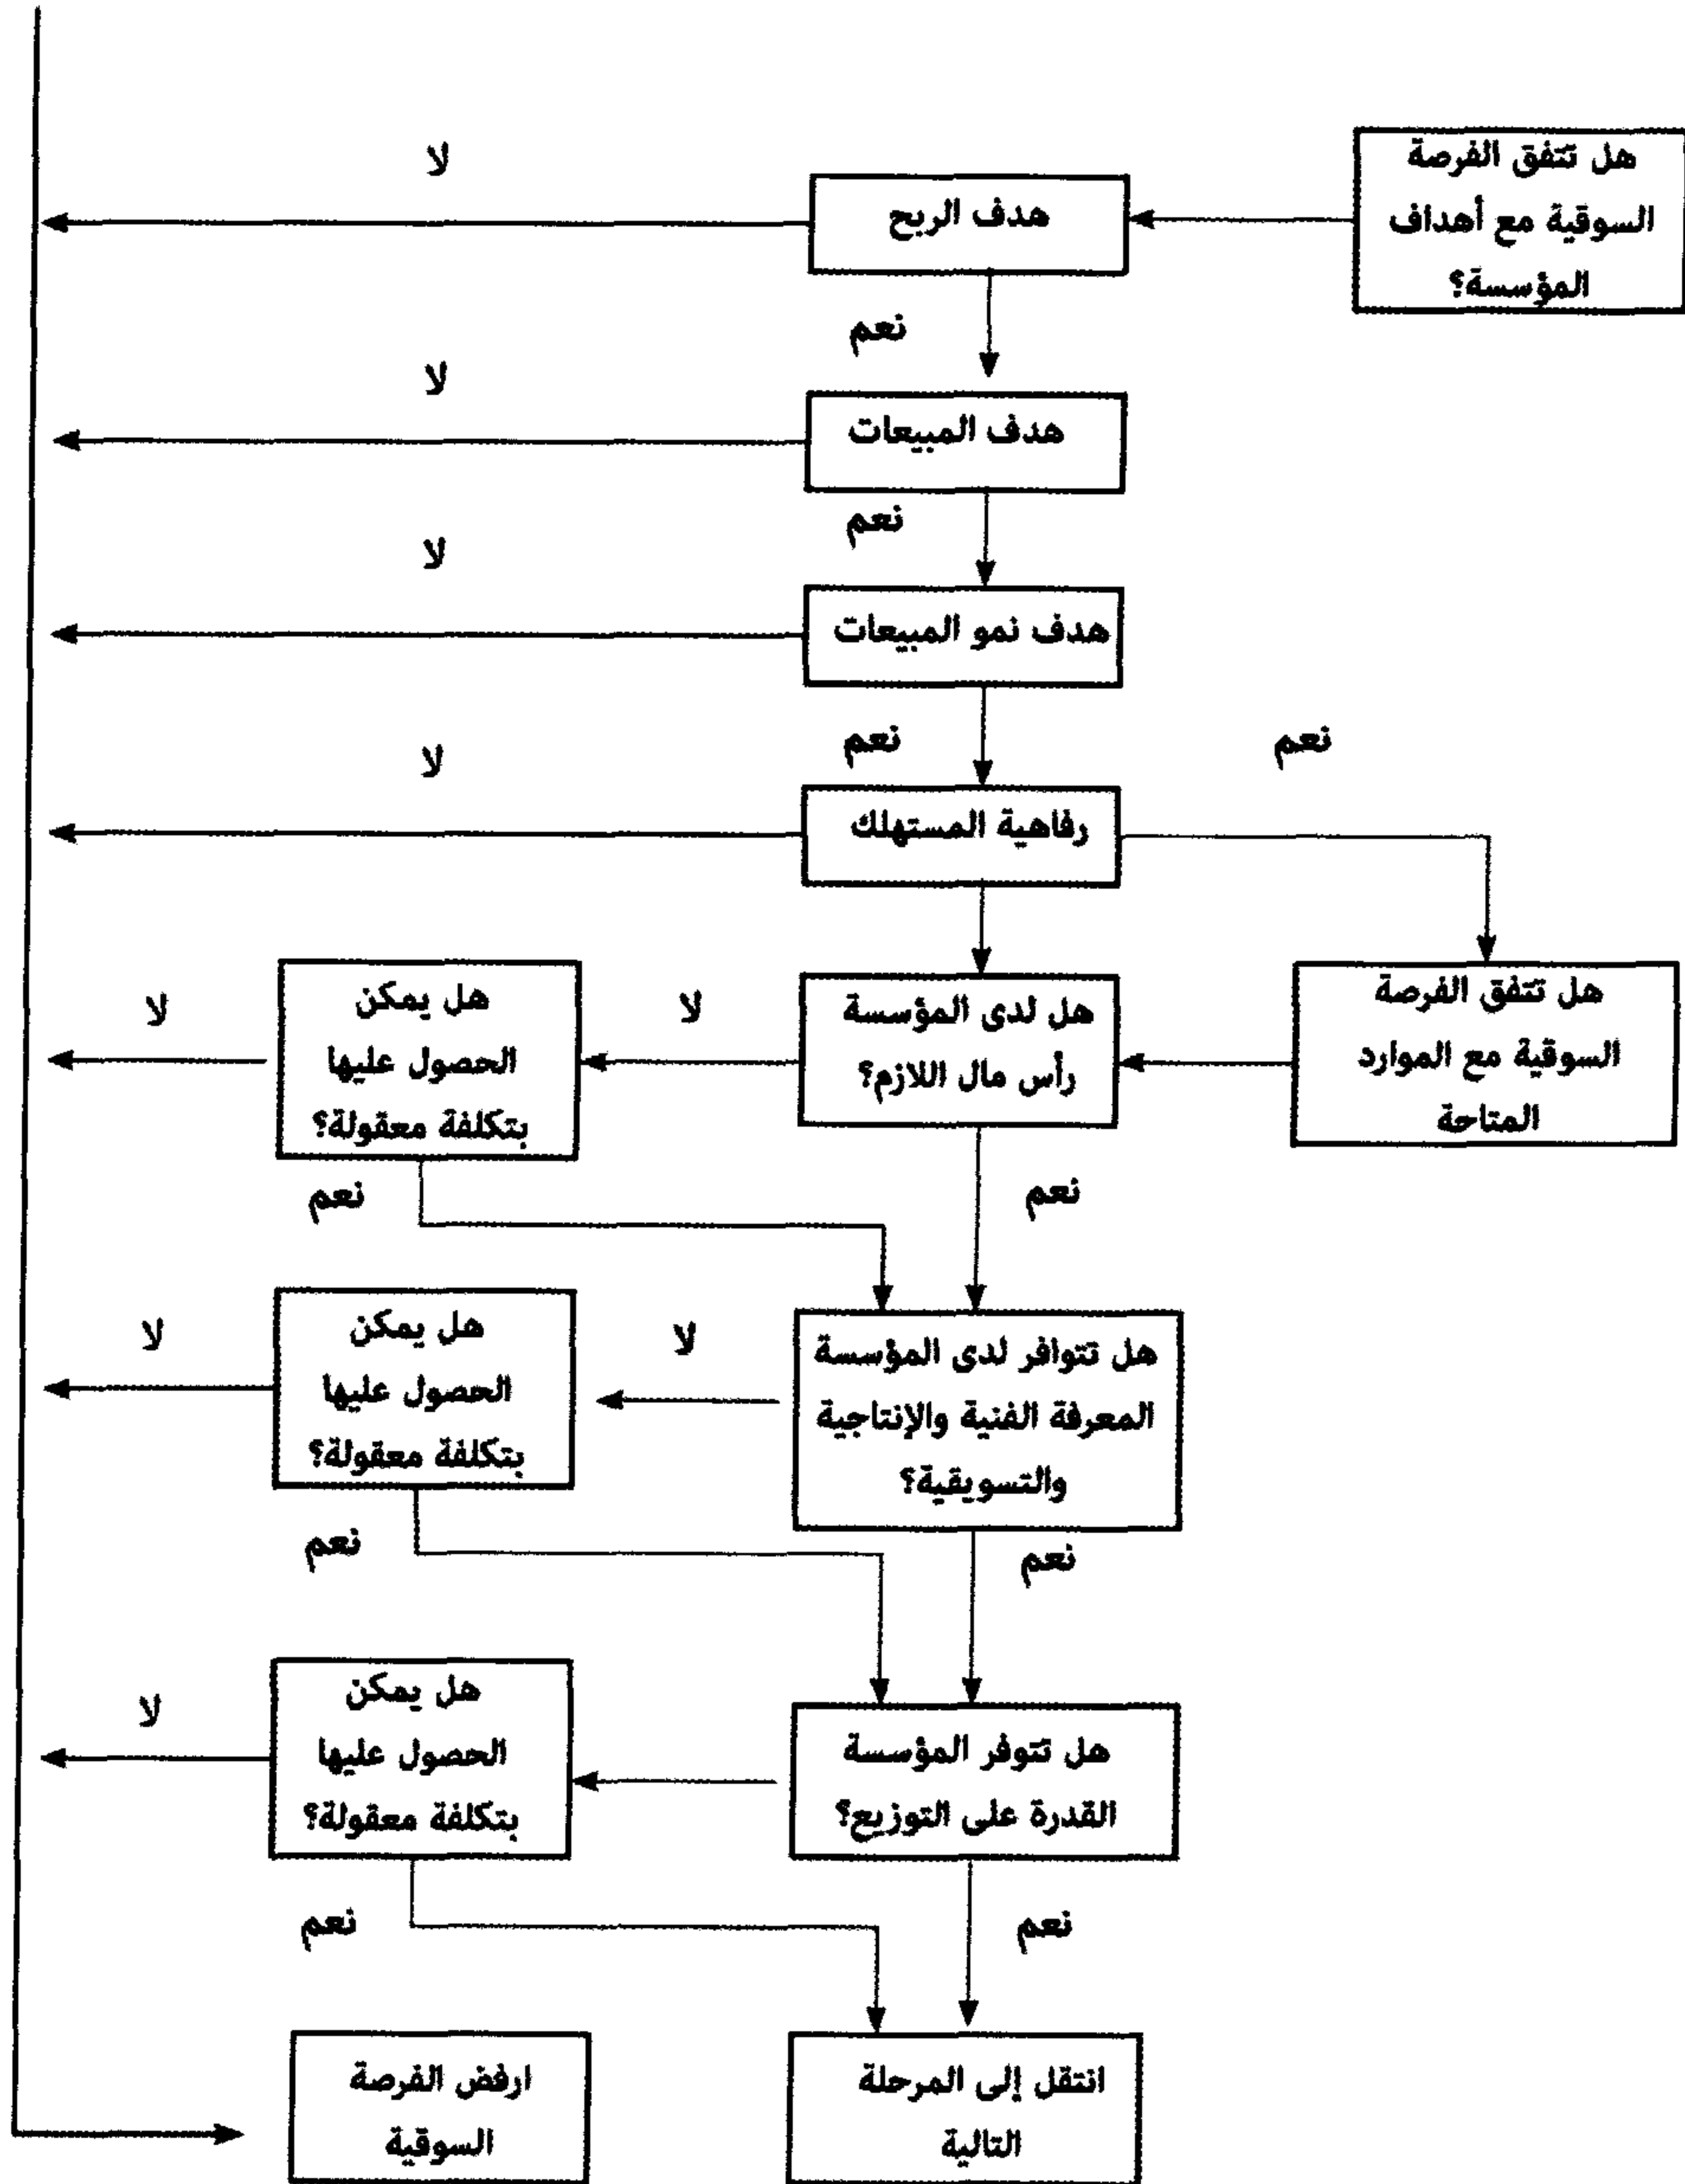 هل تتفق الفرصة
السوقية مع أهداف
المؤسسة؟
هدف الربح
لا
نعم
هدف المبيعات
لا
نعم
هدف نمو المبيعات
لا
نعم
نعم
رفاهية المستهلك
لا
هل تتفق الفرصة
السوقية مع الموارد
المتاحة
هل لدى المؤسسة
رأس مال اللازم؟
لا
هل يمكن
الحصول عليها
بتكلفة معقولة؟
لا
نعم
نعم
هل تتوافر لدى المؤسسة
المعرفة الفنية والإنتاجية
والتسويقية؟
لا
هل يمكن
الحصول عليها
بتكلفة معقولة؟
لا
نعم
نعم
هل تتوفر المؤسسة
القدرة على التوزيع؟
هل يمكن
الحصول عليها
بتكلفة معقولة؟
لا
نعم
نعم
انتقل إلى المرحلة
التالية
ارفض الفرصة
السوقية